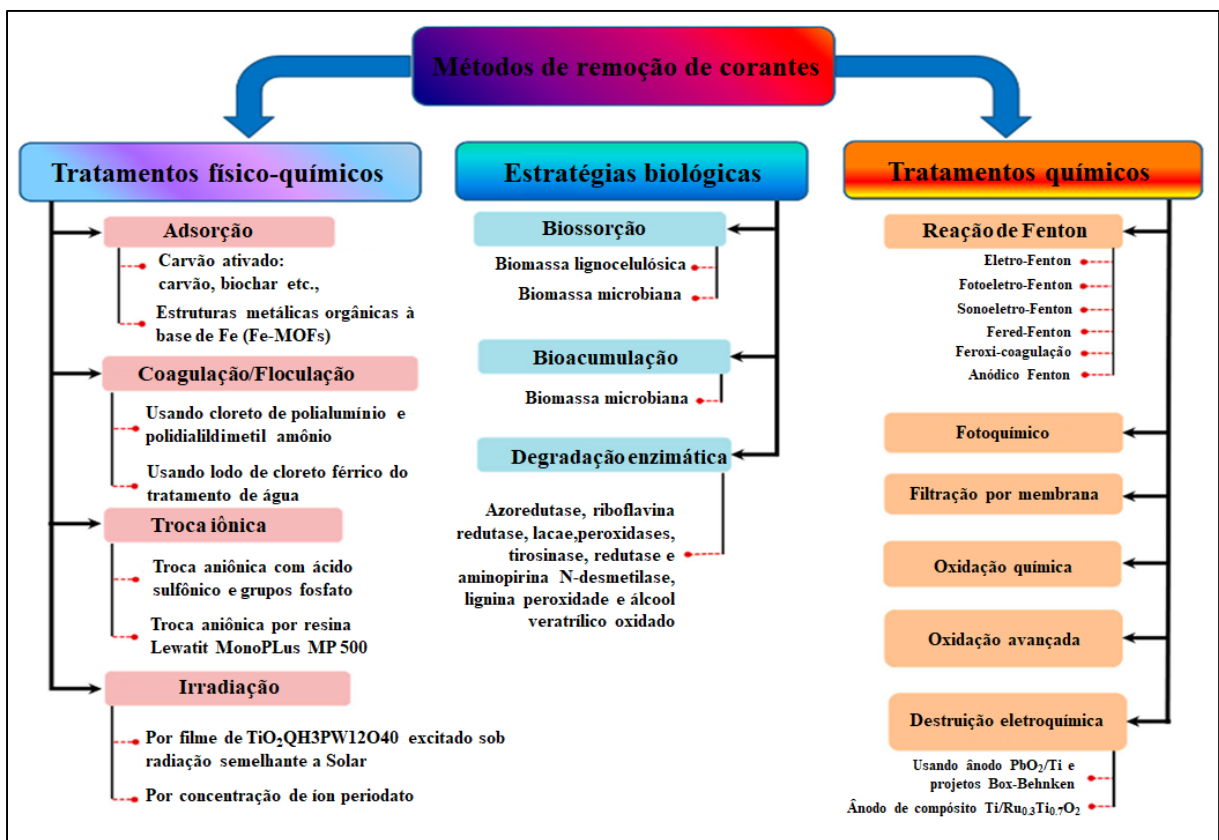 Métodos de remoção de corantes
Tratamentos físico-químicos
Adsorção
Carvão ativado:
carvão, biochar etc.,
Estruturas metálicas orgânicas à
base de Fe (Fe-MOFs)
Coagulação/Floculação
Usando cloreto de polialumínio e
polidialildimetil amônio
Usando lodo de cloreto férrico do
tratamento de água
Troca iônica
Troca aniônica com ácido
sulfônico e grupos fosfato
Troca aniônica por resina
Lewatit MonoPLus MP 500
Irradiação
Por filme de TiO₂QH3PW12O40 excitado sob
radiação semelhante a Solar
Por concentração de íon periodato
Estratégias biológicas
Biossorção
Biomassa lignocelulósica
Biomassa microbiana
Bioacumulação
Biomassa microbiana
Degradação enzimática
Azoredutase, riboflavina
redutase, lacae,peroxidases,
tirosinase, redutase e
aminopirina N-desmetilase,
lignina peroxidade e álcool
veratrílico oxidado
Tratamentos químicos
Reação de Fenton
Eletro-Fenton
Fotoeletro-Fenton
Sonoeletro-Fenton
Fered-Fenton
Feroxi-coagulação
Anódico Fenton
Fotoquímico
Filtração por membrana
Oxidação química
Oxidação avançada
Destruição eletroquímica
Usando ânodo PbO₂/Ti e
projetos Box-Behnken
Ânodo de compósito Ti/Ru₀.₃Ti₀.₇O₂